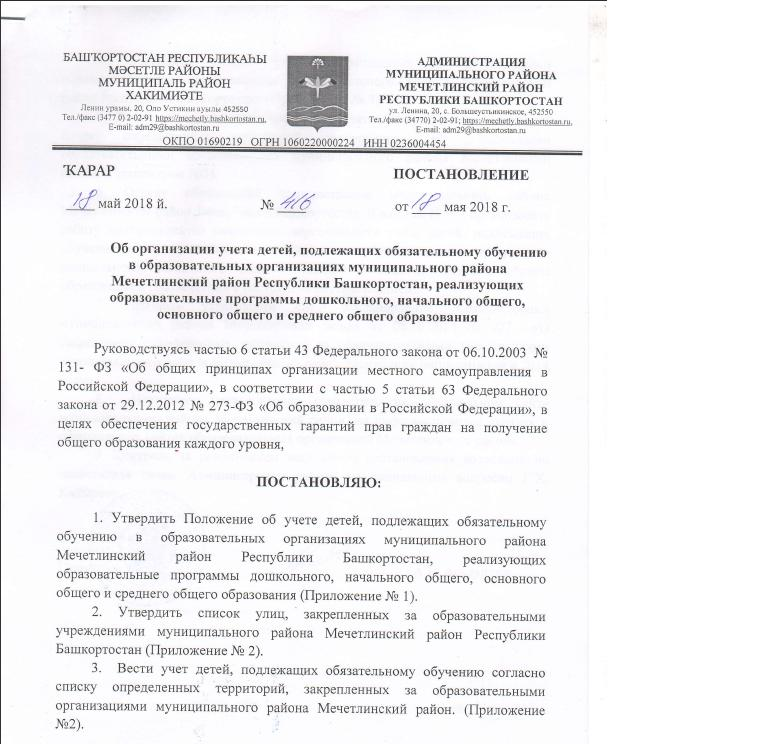 БАШҠОРТОСТАН РЕСПУБЛИКАҺЫ
МӘСЕТЛЕ РАЙОНЫ
МУНИЦИПАЛЬ РАЙОН
ХАКИМИӘТЕ
Ленин урамы, 20, Оло Устикин ауылы 452550
Тел./факс (3477 0) 2-02-91 https://mechetly.bashkortostan.ru,
E-mail: adm29@bashkortostan.ru
АДМИНИСТРАЦИЯ
МУНИЦИПАЛЬНОГО РАЙОНА
МЕЧЕТЛИНСКИЙ РАЙОН
РЕСПУБЛИКИ БАШКОРТОСТАН
ул. Ленина, 20, с. Большеустьикинское, 452550
Тел./факс (34770) 2-02-91; https://mechetly.bashkortostan.ru,
E-mail: adm29@bashkortostan.ru
ОКПО 01690219 ОГРН 1060220000224 ИНН 0236004454
ҠАРАР ПОСТАНОВЛЕНИЕ
18 май 2018 й. № 416 от 18 мая 2018 г.
Об организации учета детей, подлежащих обязательному обучению
в образовательных организациях муниципального района
Мечетлинский район Республики Башкортостан, реализующих
образовательные программы дошкольного, начального общего,
основного общего и среднего общего образования
Руководствуясь частью 6 статьи 43 Федерального закона от 06.10.2003 №
131- ФЗ «Об общих принципах организации местного самоуправления в
Российской Федерации», в соответствии с частью 5 статьи 63 Федерального
закона от 29.12.2012 № 273-ФЗ «Об образовании в Российской Федерации», в
целях обеспечения государственных гарантий прав граждан на получение
общего образования каждого уровня,
ПОСТАНОВЛЯЮ:
1. Утвердить Положение об учете детей, подлежащих обязательному
обучению в образовательных организациях муниципального района
Мечетлинский район Республики Башкортостан, реализующих
образовательные программы дошкольного, начального общего, основного
общего и среднего общего образования (Приложение № 1).
2. Утвердить список улиц, закрепленных за образовательными
учреждениями муниципального района Мечетлинский район Республики
Башкортостан (Приложение № 2).
3. Вести учет детей, подлежащих обязательному обучению согласно
списку определенных территорий, закрепленных за образовательными
организациями муниципального района Мечетлинский район. (Приложение
№2).